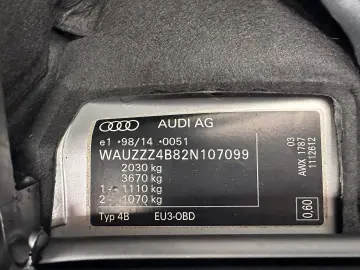 AUDI AG
e1 *98/14 *0051
WAUZZZ4B82N107099
2030 kg
3670 kg
1- 1110 kg
2- 1070 kg
Typ 4B EU3-OBD
03
AWX 1787
1112612
0,60